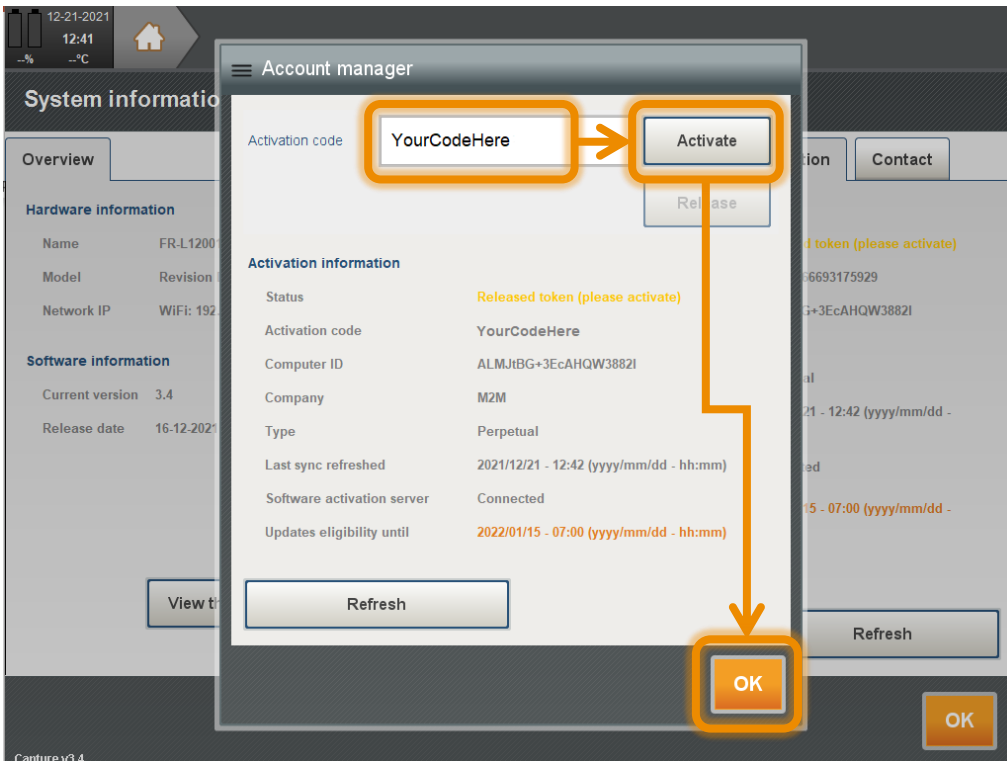 12-21-2021
12:41
--%
--°C
Account manager
System informatio
Activation code
YourCodeHere
Activate
Release
Overview
ion
Contact
Hardware information
Name FR-L1200
Model Revision
Network IP WiFi: 192.
Software information
Current version 3.4
Release date 16-12-2021
View th
Activation information
Status Released token (please activate)
Activation code YourCodeHere
Computer ID ALMJtBG+3EcAHQW3882I
Company M2M
Type Perpetual
Last sync refreshed 2021/12/21 - 12:42 (yyyy/mm/dd - hh:mm)
Software activation server Connected
Updates eligibility until 2022/01/15 - 07:00 (yyyy/mm/dd - hh:mm)
Refresh
OK
d token (please activate)
66693175929
G+3EcAHQW3882I
al
21 - 12:42 (yyyy/mm/dd -
ed
15 - 07:00 (yyyy/mm/dd -
Refresh
OK
Capture v3.4